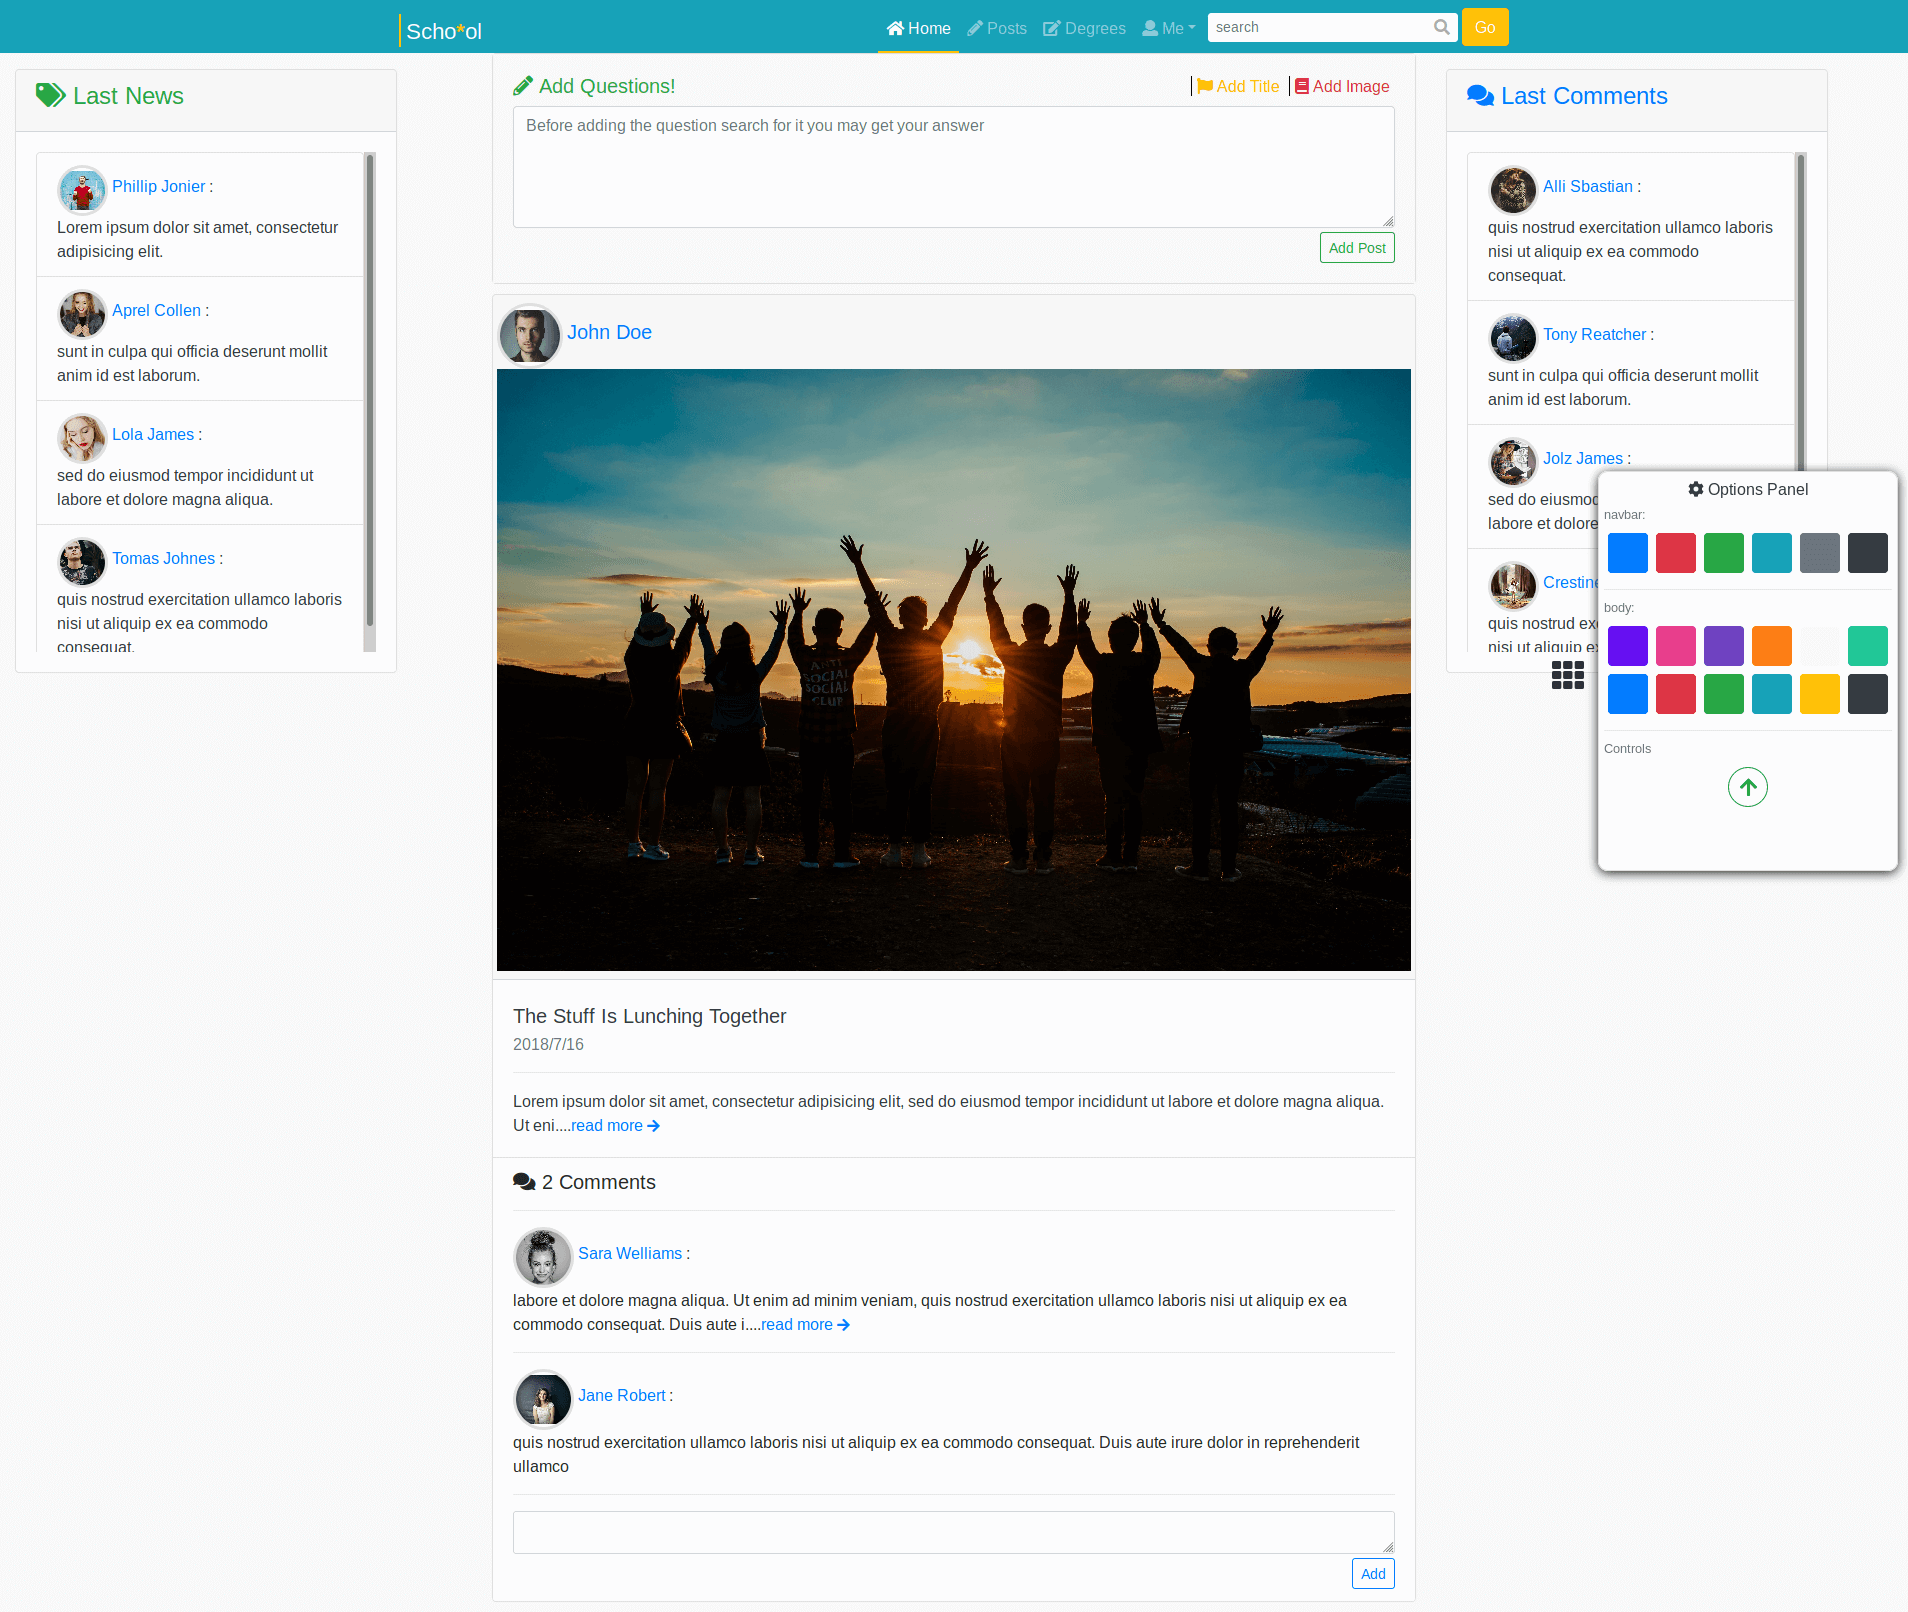 Scho*ol
Home
Posts
Degrees
Me
search
Go
Last News
Phillip Jonier :
Lorem ipsum dolor sit amet, consectetur
adipisicing elit.
Aprel Collen :
sunt in culpa qui officia deserunt mollit
anim id est laborum.
Lola James :
sed do eiusmod tempor incididunt ut
labore et dolore magna aliqua.
Tomas Johnes :
quis nostrud exercitation ullamco laboris
nisi ut aliquip ex ea commodo
consequat.
Add Questions!
Add Title
Add Image
Before adding the question search for it you may get your answer
Add Post
John Doe
ANTI
SOCIAL
SOCIAL
CLUB
The Stuff Is Lunching Together
2018/7/16
Lorem ipsum dolor sit amet, consectetur adipisicing elit, sed do eiusmod tempor incididunt ut labore et dolore magna aliqua.
Ut eni....read more
2 Comments
Sara Welliams :
labore et dolore magna aliqua. Ut enim ad minim veniam, quis nostrud exercitation ullamco laboris nisi ut aliquip ex ea
commodo consequat. Duis aute i....read more
Jane Robert :
quis nostrud exercitation ullamco laboris nisi ut aliquip ex ea commodo consequat. Duis aute irure dolor in reprehenderit
ullamco
Add
Last Comments
Alli Sbastian :
quis nostrud exercitation ullamco laboris
nisi ut aliquip ex ea commodo
consequat.
Tony Reatcher :
sunt in culpa qui officia deserunt mollit
anim id est laborum.
Jolz James :
sed do eiusmod
labore et dolore
Crestine
quis nostrud ex
nisi ut aliquip e
Options Panel
navbar:
body:
Controls